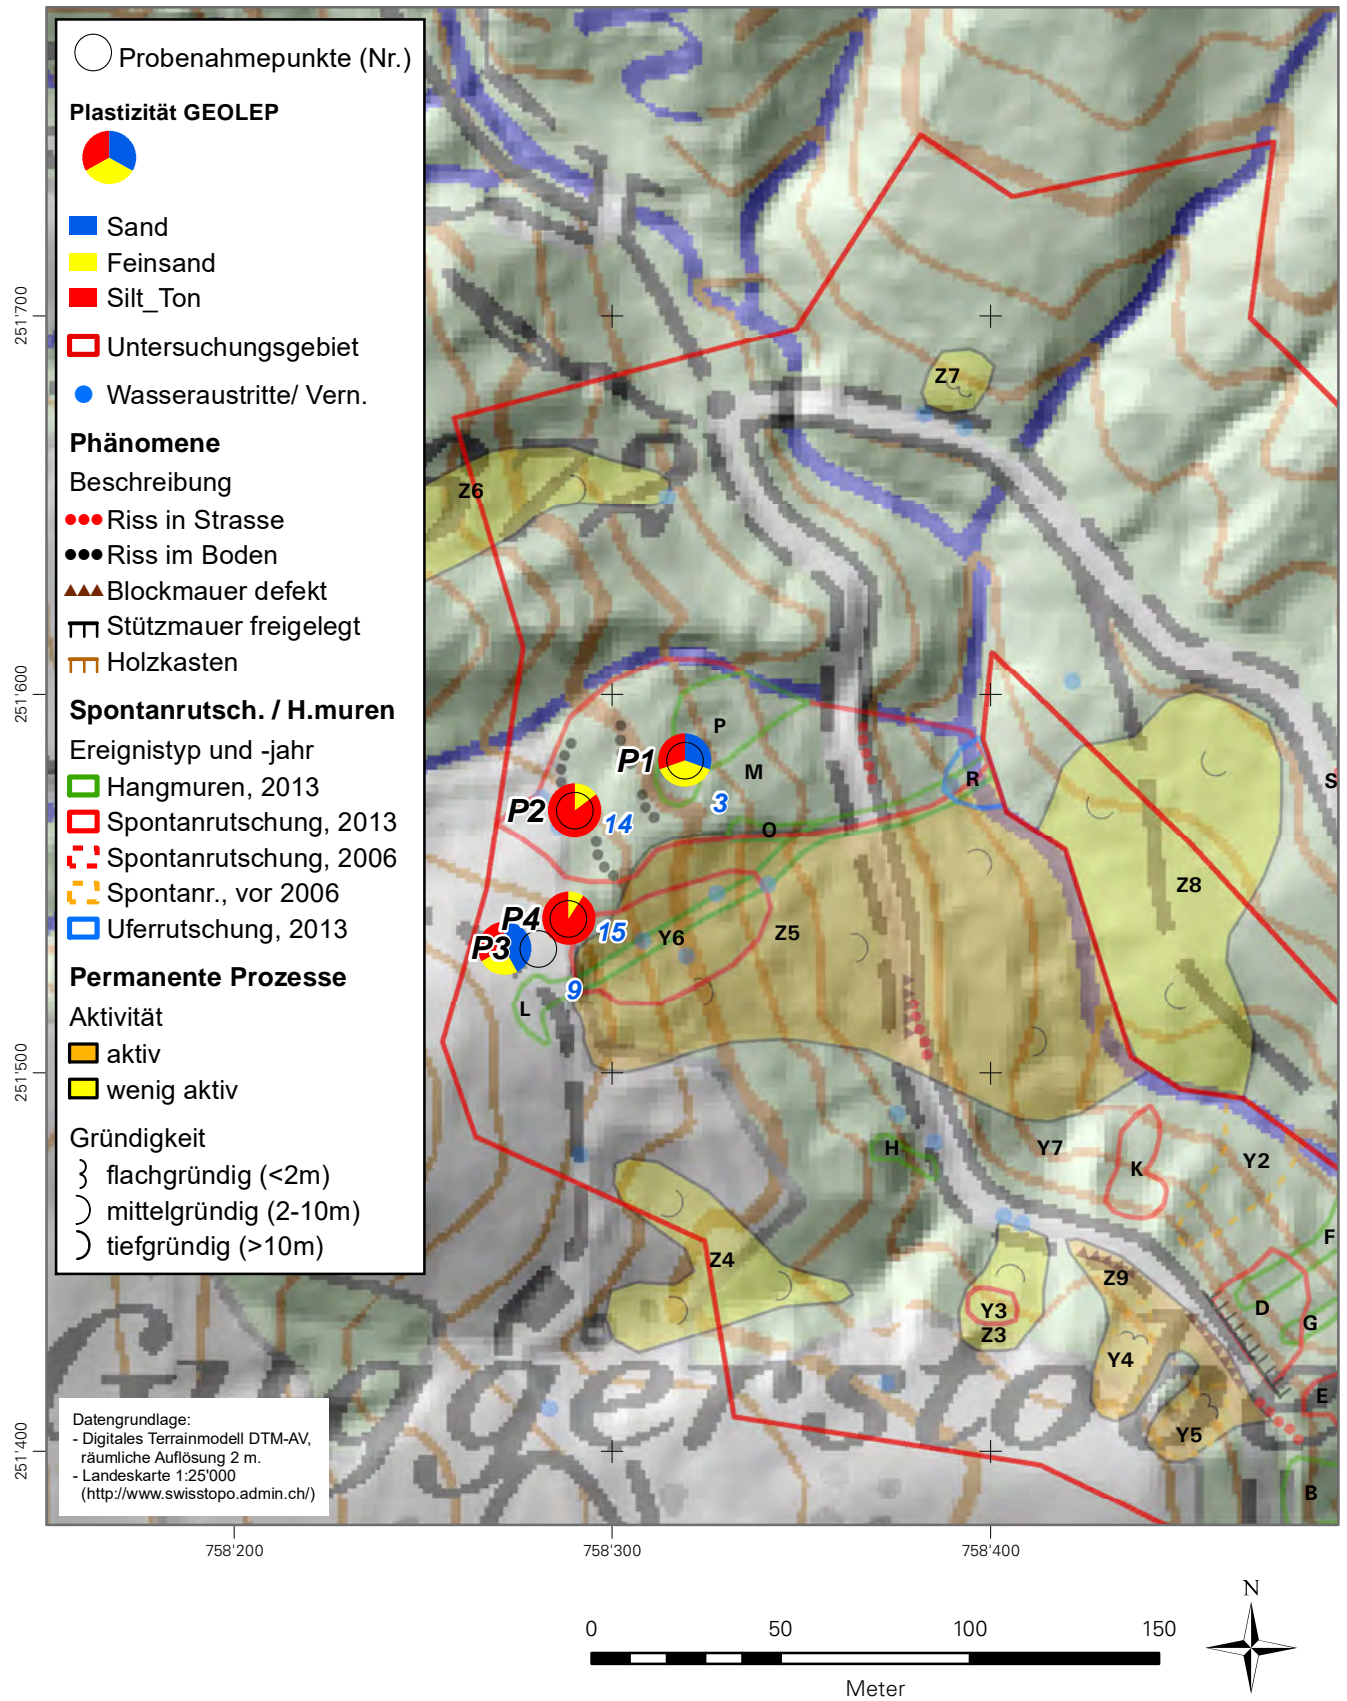 Probenahmepunkte (Nr.)
Plastizität GEOLEP
Sand
Feinsand
Silt_Ton
Untersuchungsgebiet
Wasseraustritte/ Vern.
Phänomene
Beschreibung
Riss in Strasse
Riss im Boden
Blockmauer defekt
Stützmauer freigelegt
Holzkasten
Spontanrutsch. / H.muren
Ereignistyp und -jahr
Hangmuren, 2013
Spontanrutschung, 2013
Spontanrutschung, 2006
Spontanr., vor 2006
Uferrutschung, 2013
Permanente Prozesse
Aktivität
aktiv
wenig aktiv
Gründigkeit
flachgründig (<2m)
mittelgründig (2-10m)
tiefgründig (>10m)
Datengrundlage:
- Digitales Terrainmodell DTM-AV,
räumliche Auflösung 2 m.
- Landeskarte 1:25'000
(http://www.swisstopo.admin.ch/)
251'700
251'600
251'500
251'400
758'200
758'300
758'400
Z7
Z6
P
P1
M
3
R
S
P2
14
O
Z8
P4
15
Y6
Z5
P3
9
L
H
Y7
K
Y2
F
Z4
Z9
Y3
D
G
Z3
Y4
E
Y5
B
0
50
100
150
Meter
N